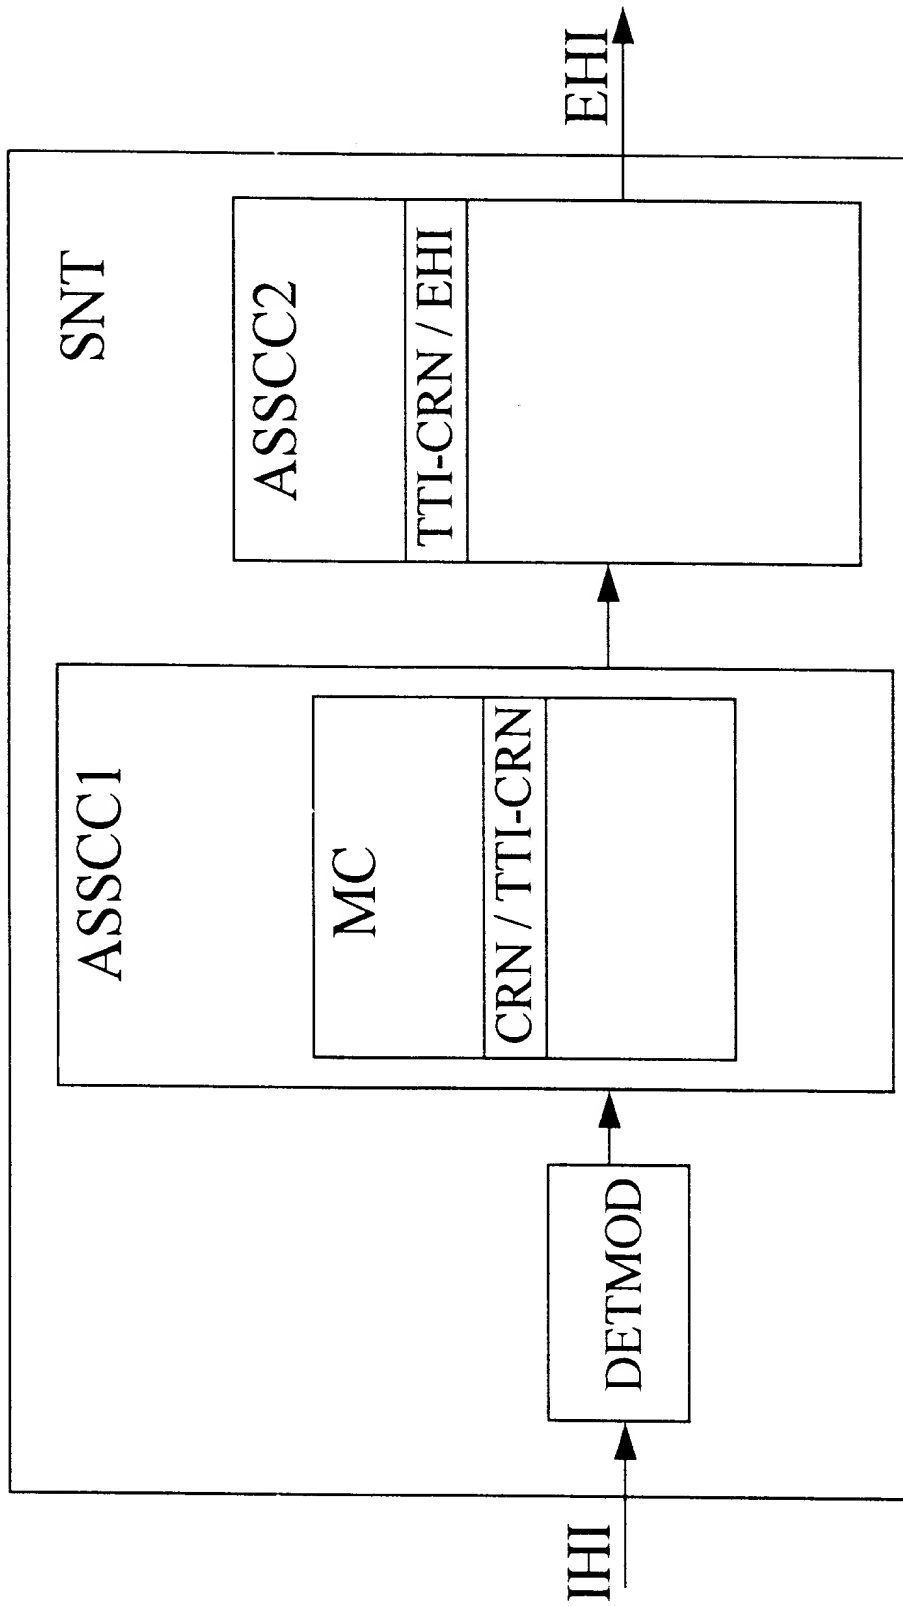 SNT
ASSCC1
ASSCC2
MC
TTI-CRN / EHI
CRN / TTI-CRN
DETMOD
IHI
EHI